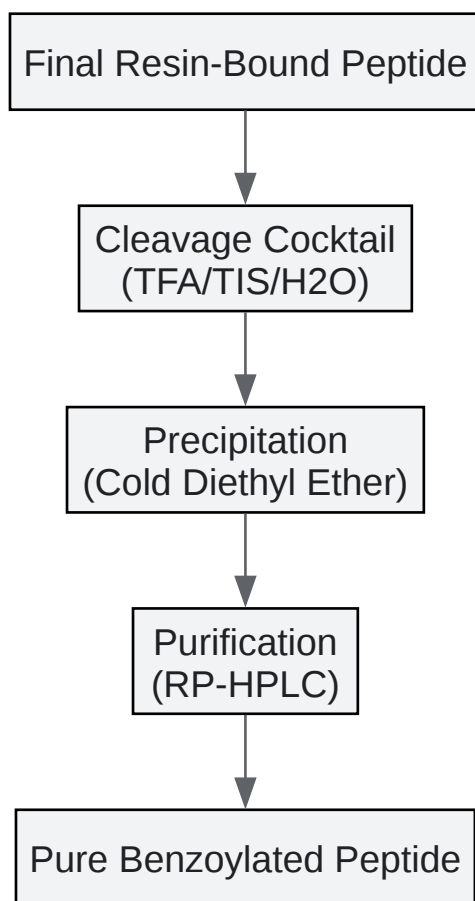 Final Resin-Bound Peptide
Cleavage Cocktail
(TFA/TIS/H2O)
Precipitation
(Cold Diethyl Ether)
Purification
(RP-HPLC)
Pure Benzoylated Peptide